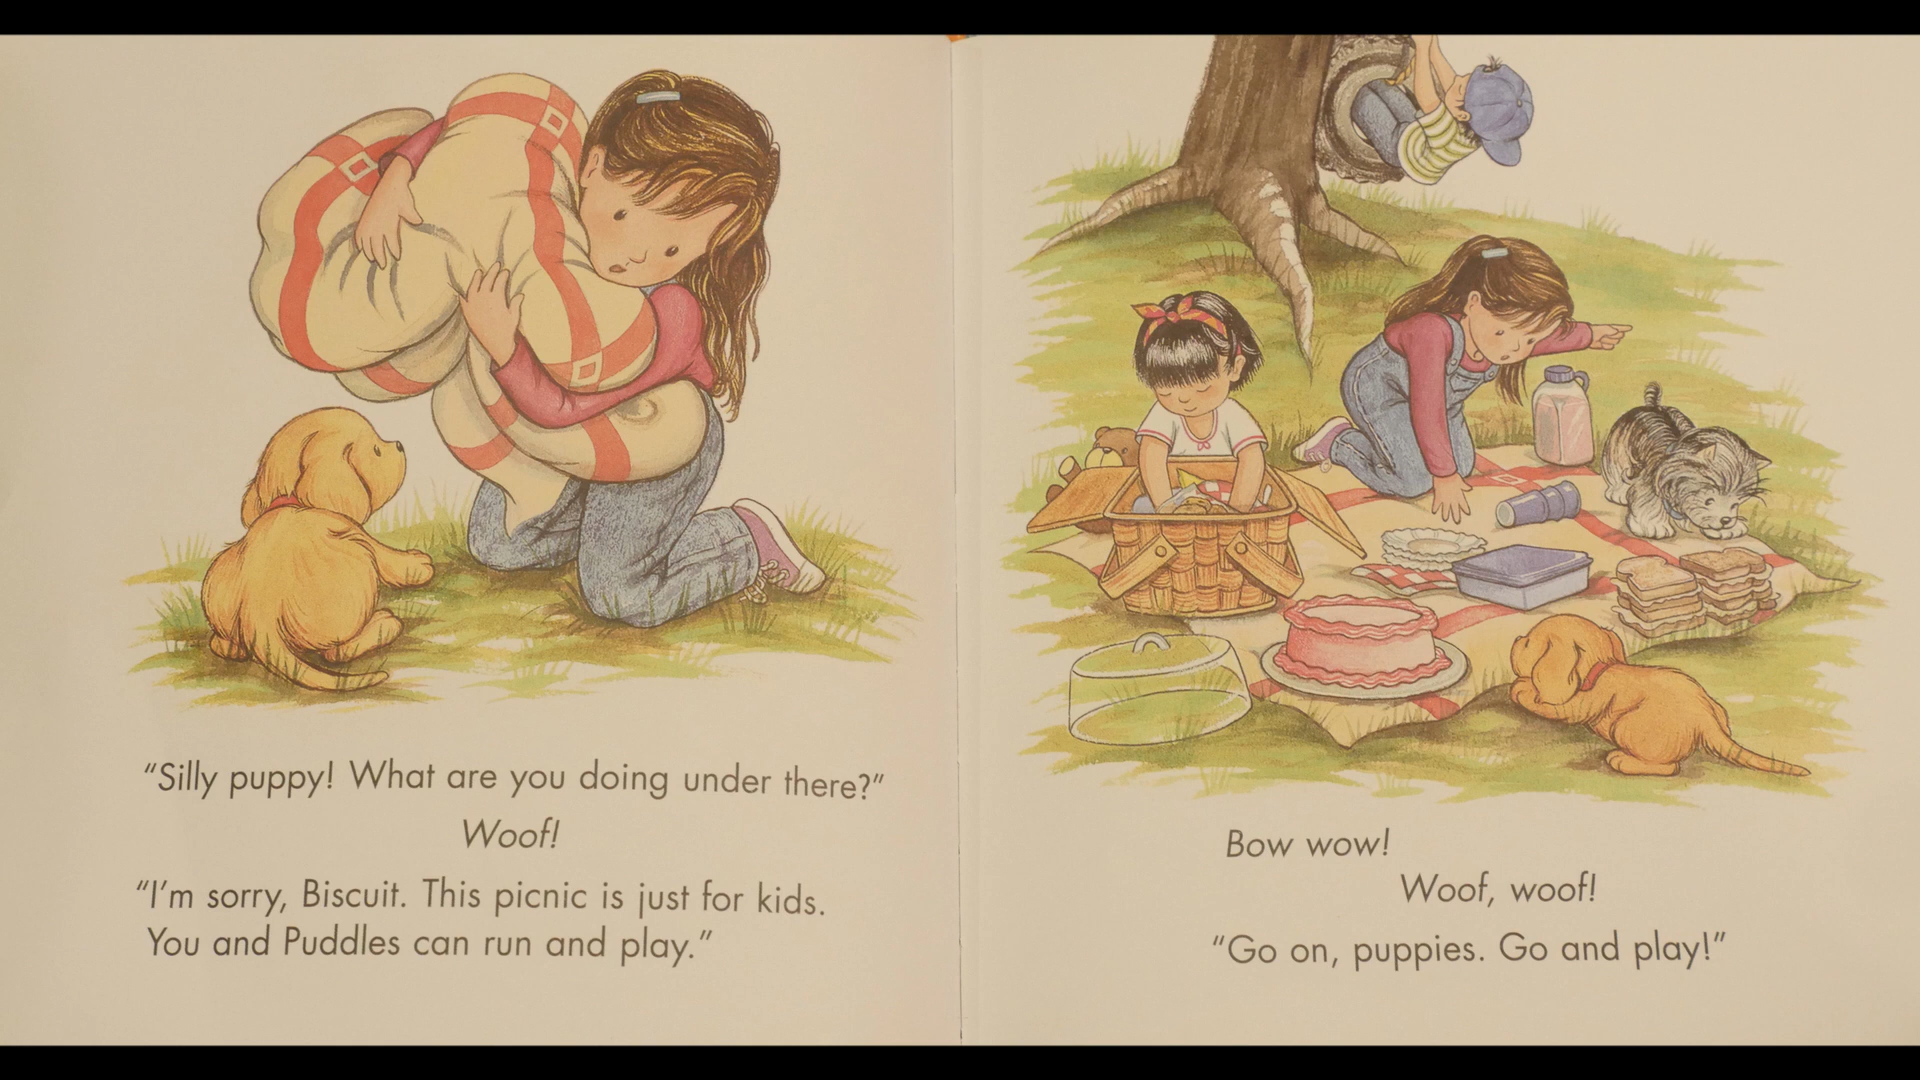 “Silly puppy! What are you doing under there?”
Woof!
“I’m sorry, Biscuit. This picnic is just for kids.
You and Puddles can run and play.”
Bow wow!
Woof, woof!
“Go on, puppies. Go and play!”